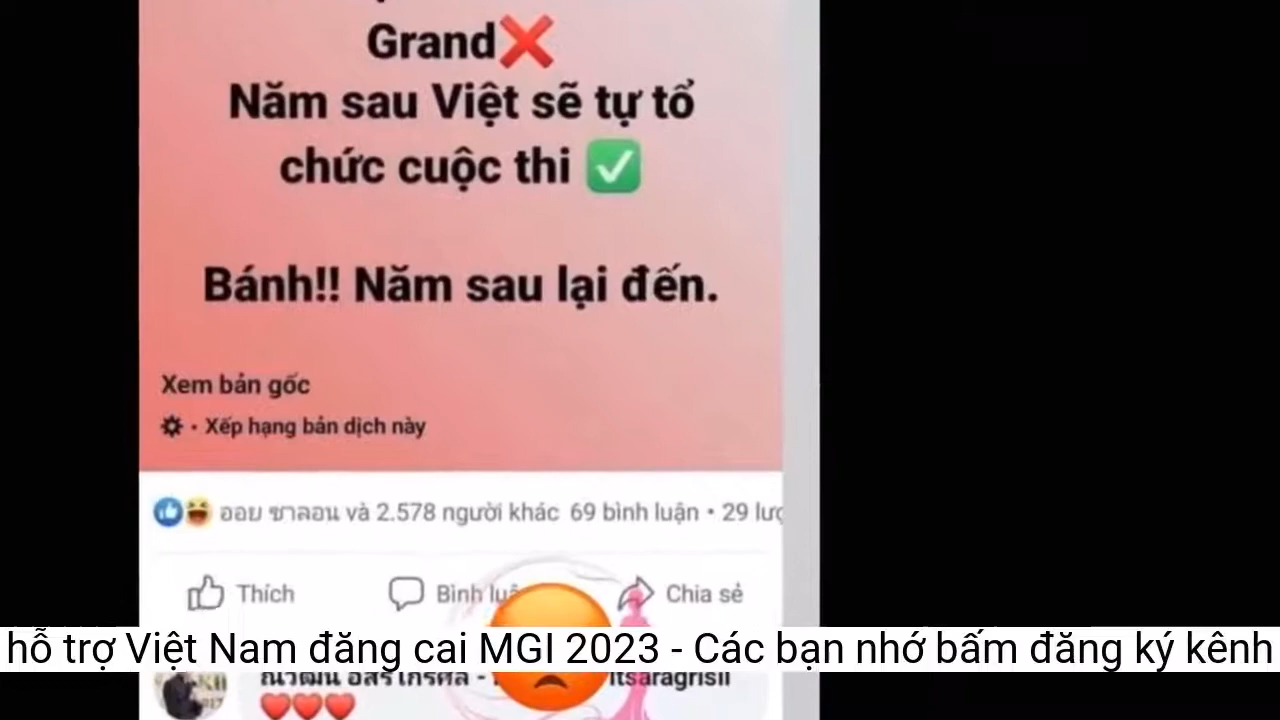 Grand❌
Năm sau Việt sẽ tự tổ
chức cuộc thi ✅
Bánh!! Năm sau lại đến.
Xem bản gốc
Xếp hạng bản dịch này
ออย ชาลอน và 2.578 người khác 69 bình luận • 29 lượ
Thích
Bình luậ
Chia sẻ
hỗ trợ Việt Nam đăng cai MGI 2023 - Các bạn nhớ bấm đăng ký kênh